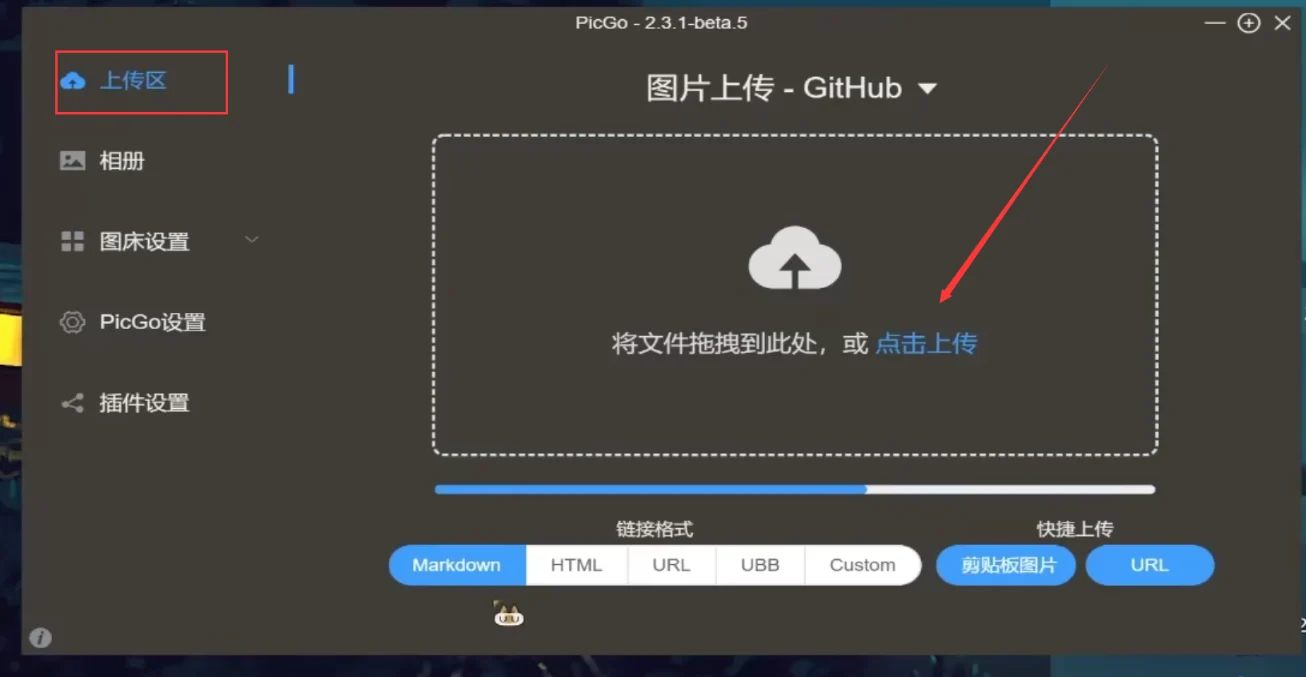 PicGo - 2.3.1-beta.5
上传区
相册
图床设置
PicGo设置
插件设置
图片上传 - GitHub
将文件拖拽到此处，或 点击上传
链接格式
快捷上传
Markdown HTML URL UBB Custom
剪贴板图片 URL